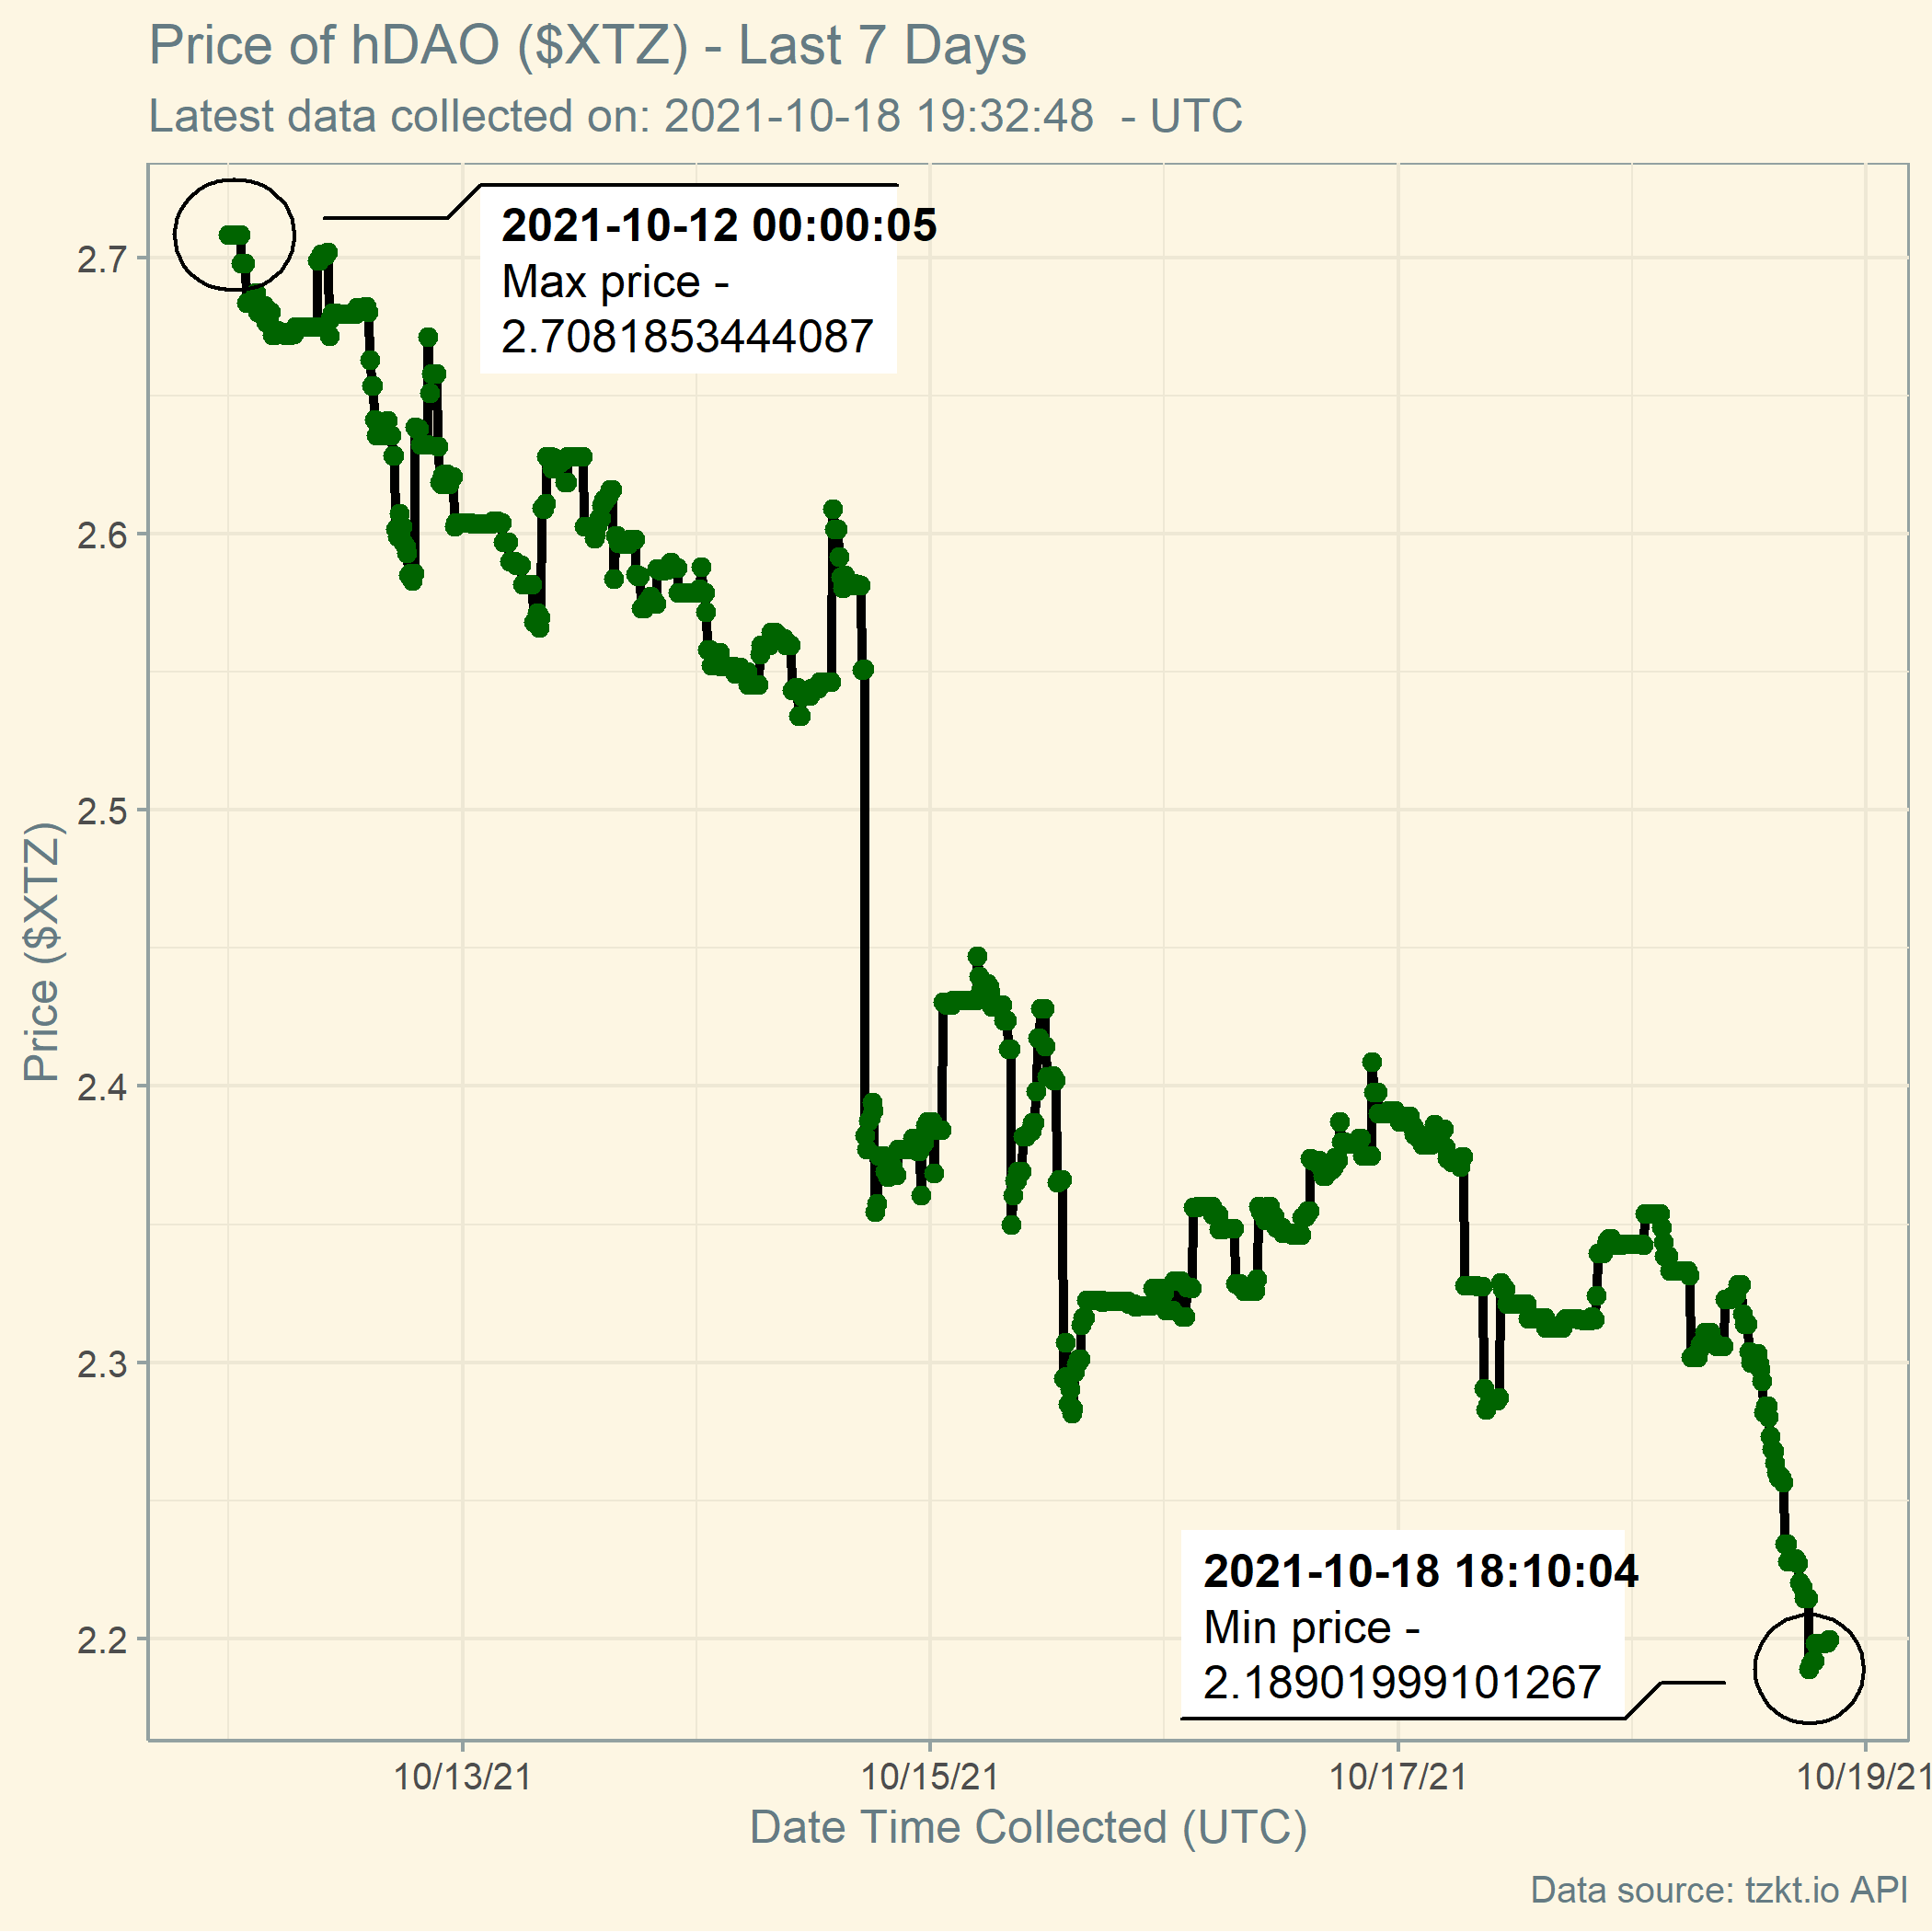 Price of hDAO ($XTZ) - Last 7 Days
Latest data collected on: 2021-10-18 19:32:48  - UTC
2021-10-12 00:00:05
Max price -
2.7081853444087
2.7
2.6
2.5
2.4
2.3
2.2
Price ($XTZ)
2021-10-18 18:10:04
Min price -
2.18901999101267
10/13/21
10/15/21
10/17/21
10/19/21
Date Time Collected (UTC)
Data source: tzkt.io API